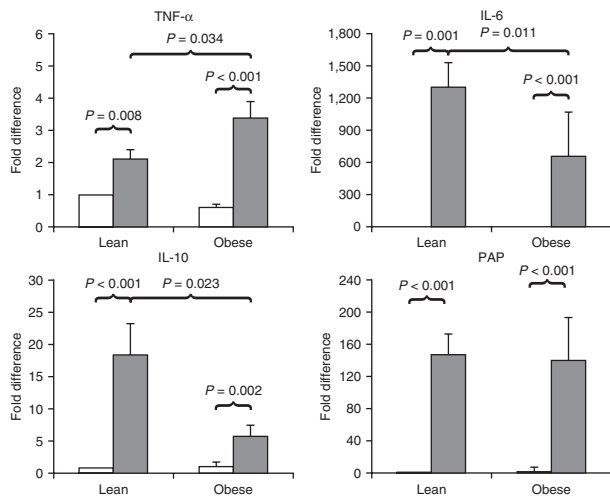 TNF-α
6
5
4
3
2
1
0
Fold difference
P = 0.034
P < 0.001
P = 0.008
Lean
Obese
IL-6
1,800
1,500
1,200
900
600
300
0
Fold difference
P = 0.001
P = 0.011
P < 0.001
Lean
Obese
IL-10
30
25
20
15
10
5
0
Fold difference
P < 0.001
P = 0.023
P = 0.002
Lean
Obese
PAP
240
200
160
120
80
40
0
Fold difference
P < 0.001
P < 0.001
Lean
Obese